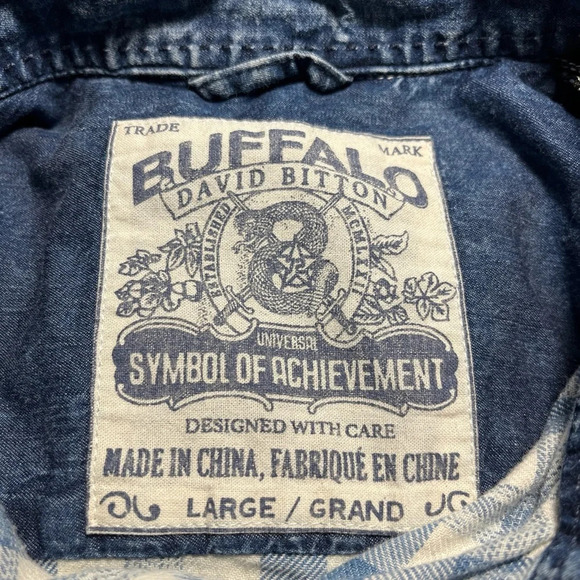 TRADE MARK
BUFFALO
DAVID BITTON
ESTABLISHED MCMLXXII
UNIVERSAL
SYMBOL OF ACHIEVEMENT
DESIGNED WITH CARE
MADE IN CHINA, FABRIQUÉ EN CHINE
LARGE / GRAND